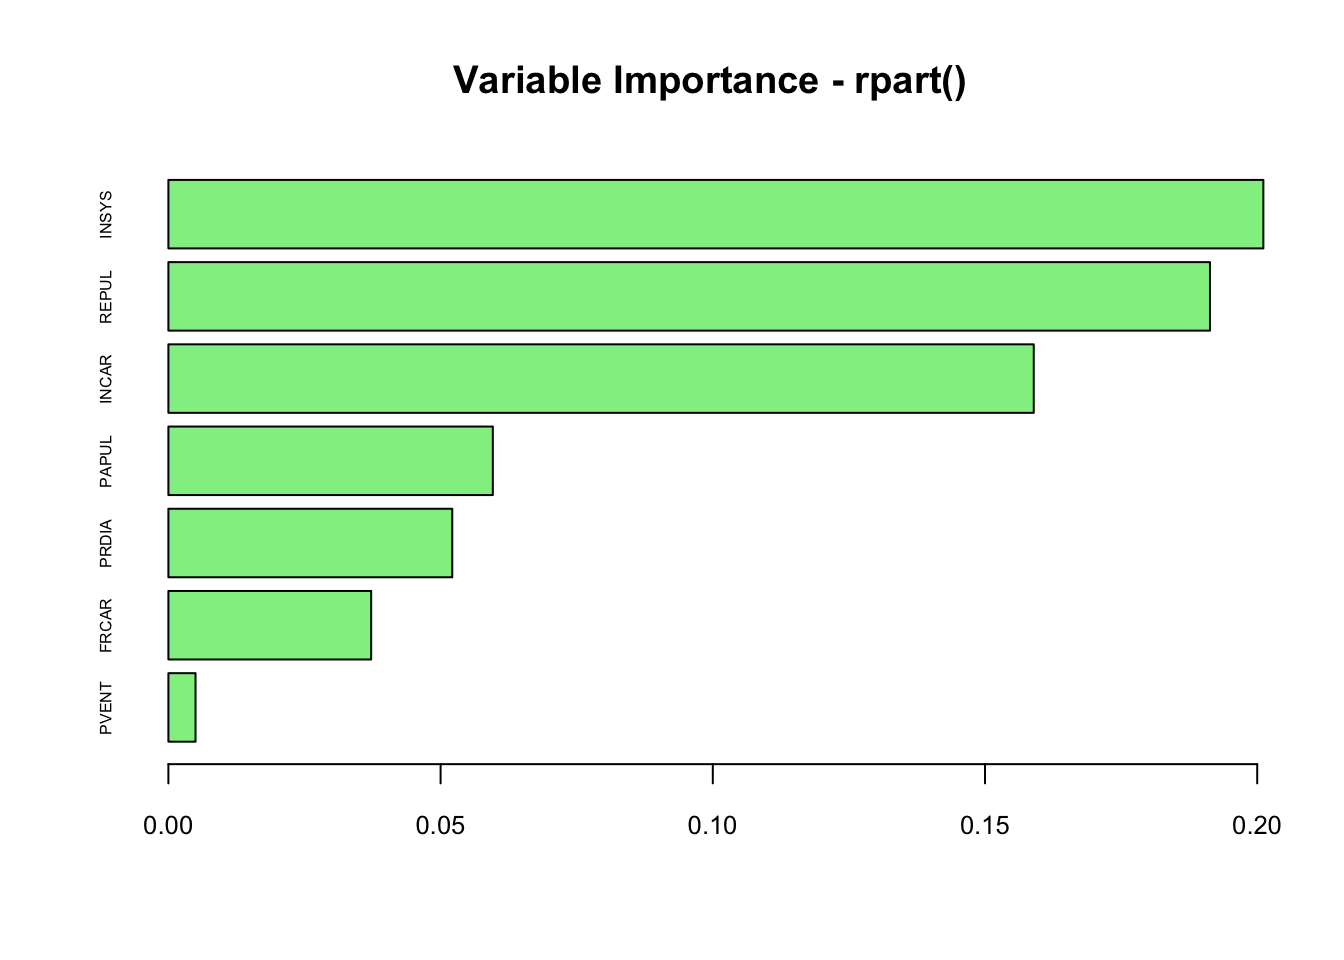 Variable Importance - rpart()
INSYS
REPUL
INCAR
PAPUL
PRDIA
FRCAR
PVENT
0.00 0.05 0.10 0.15 0.20